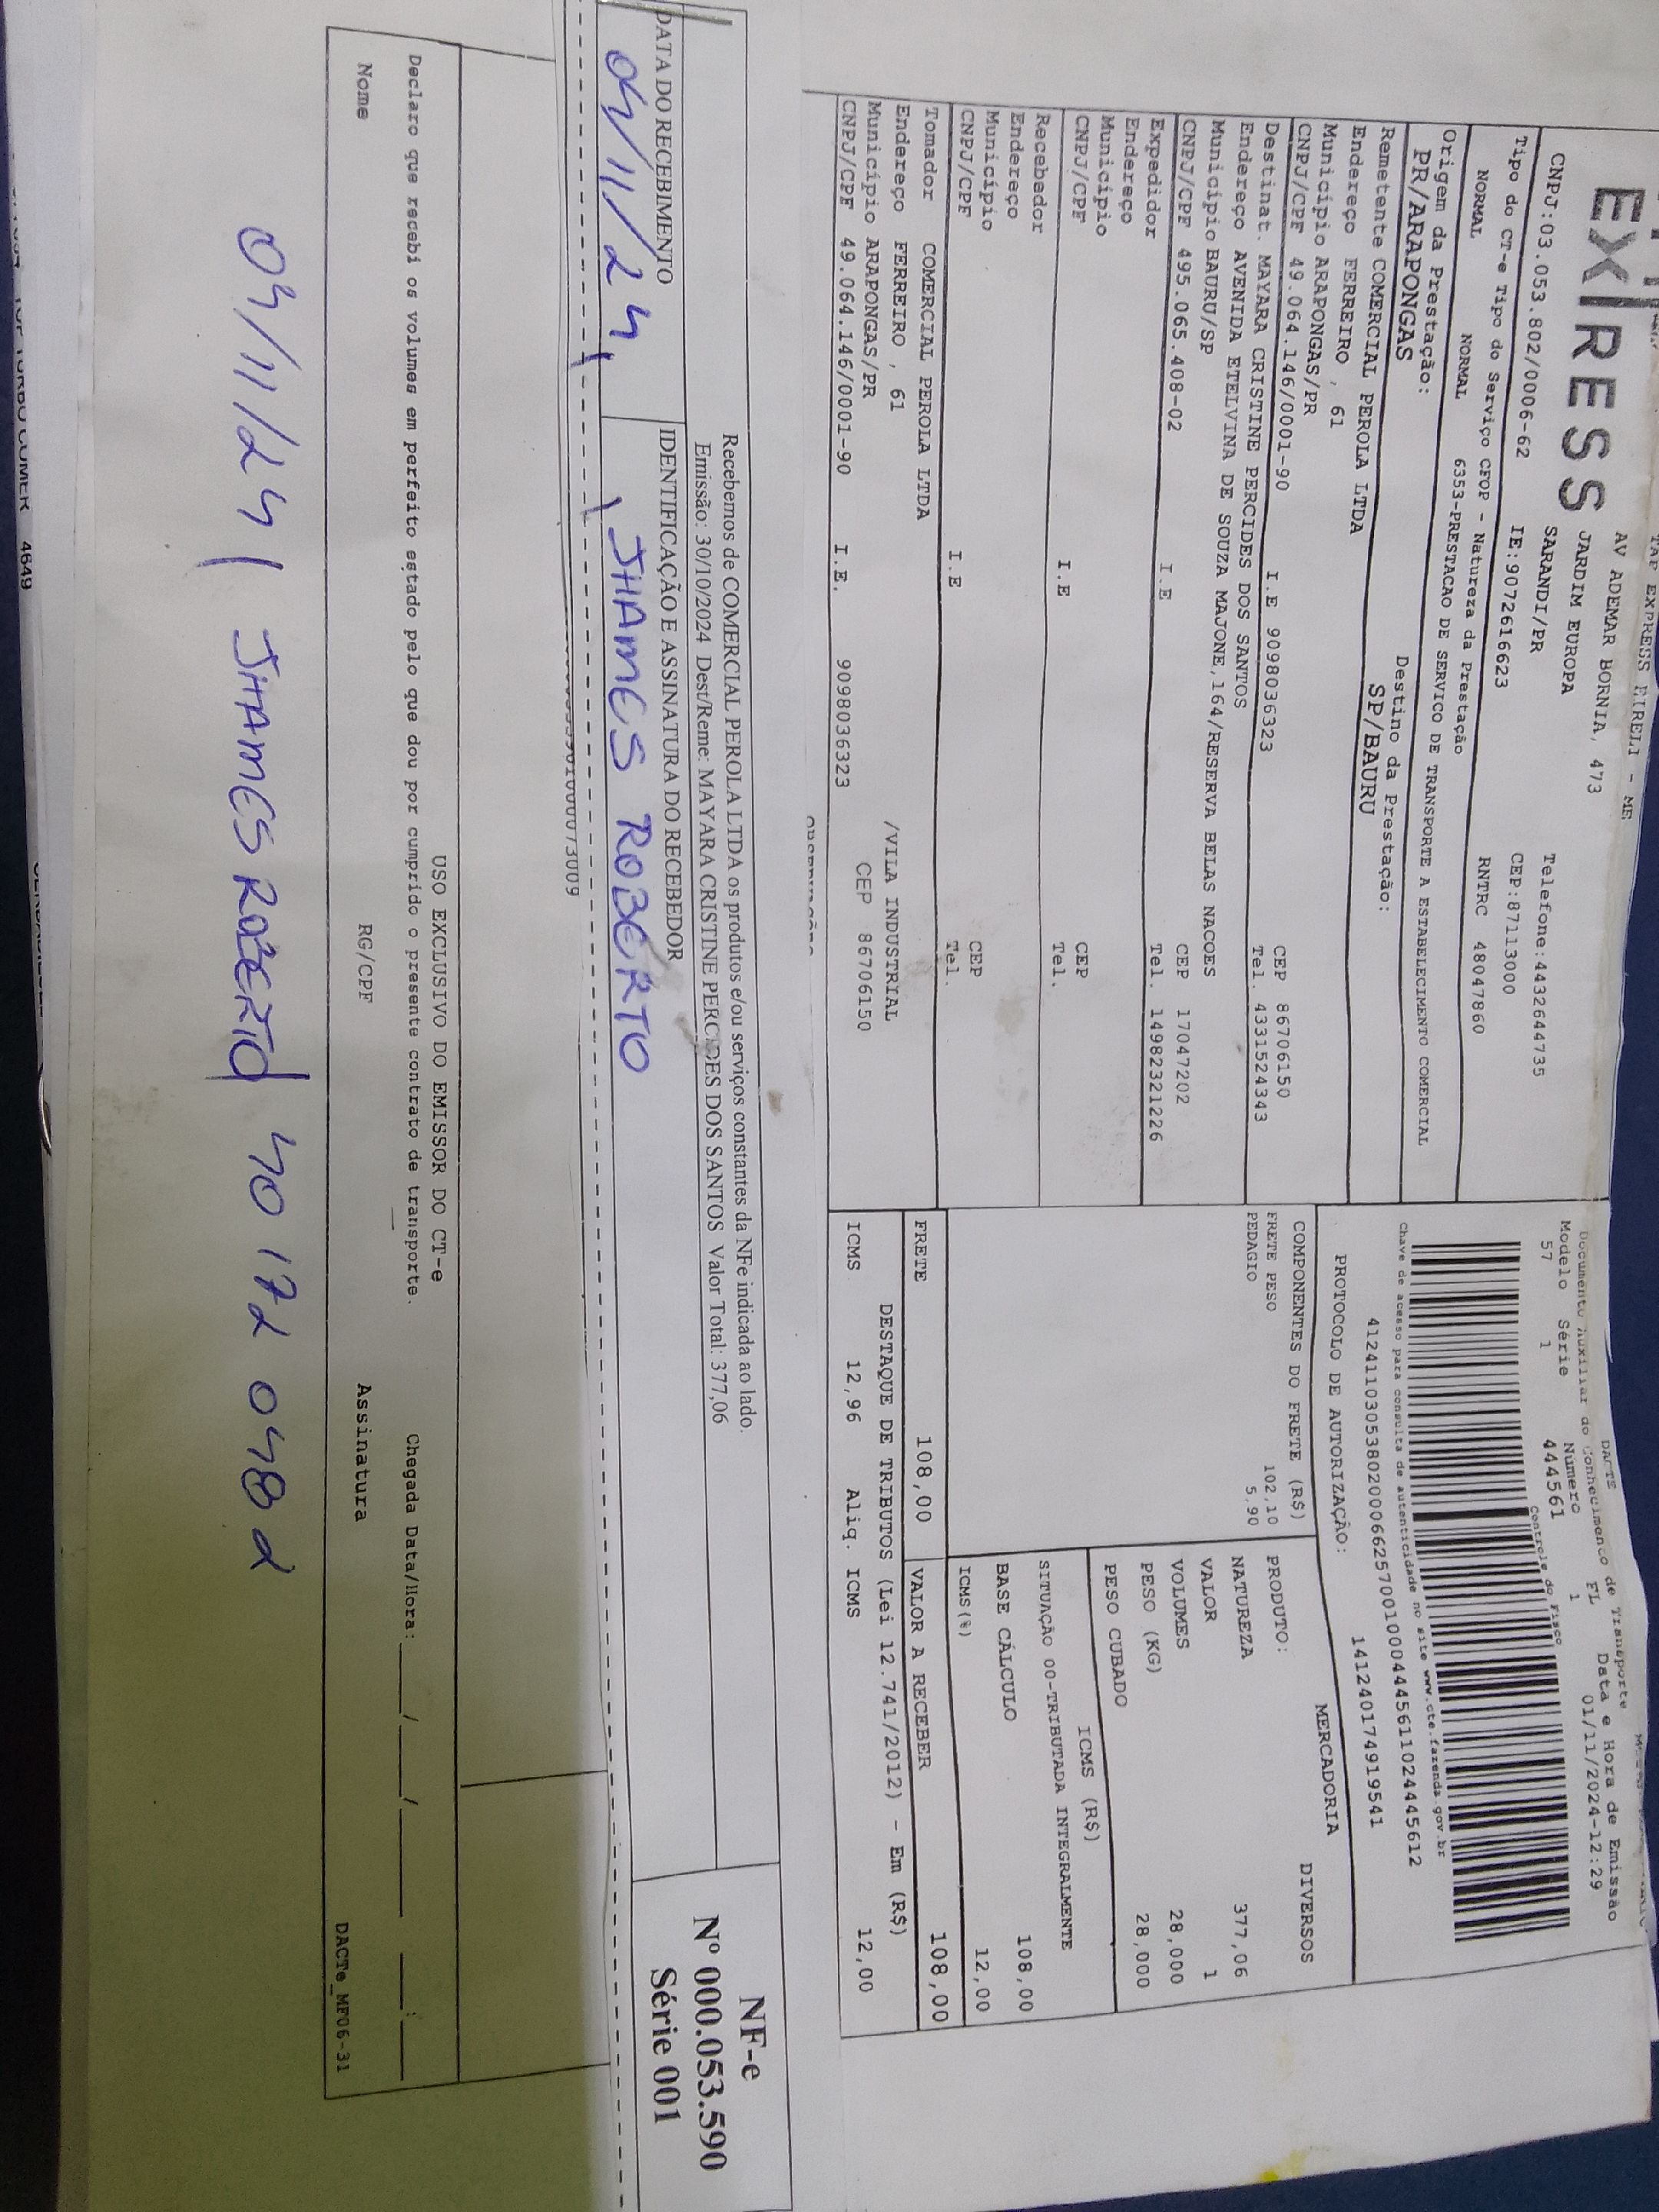 TAP EXPRESS EIRELI - ME
EXPRESS
AV ADEMAR BORNIA, 473
JARDIM EUROPA
SARANDI/PR
Telefone:4432644735
CNPJ:03.053.802/0006-62 IE:9072616623 CEP:87113000
Tipo do CT-e Tipo do Serviço CFOP - Natureza da Prestação RNTRC 48047860
NORMAL NORMAL 6353-PRESTACAO DE SERVICO DE TRANSPORTE A ESTABELECIMENTO COMERCIAL
Origem da Prestação: Destino da Prestação:
PR/ARAPONGAS SP/BAURU
Remetente COMERCIAL PEROLA LTDA
Endereço FERREIRO , 61
Município ARAPONGAS/PR CEP 86706150
CNPJ/CPF 49.064.146/0001-90 I.E 9098036323 Tel. 4331524343
Destinat. MAYARA CRISTINE PERCIDES DOS SANTOS
Endereço AVENIDA ETELVINA DE SOUZA MAJONE,164/RESERVA BELAS NACOES
Município BAURU/SP CEP 17047202
CNPJ/CPF 495.065.408-02 I.E Tel. 14982321226
Expedidor
Endereço
Município CEP
CNPJ/CPF I.E Tel.
Recebedor
Endereço
Município CEP
CNPJ/CPF I.E Tel.
Tomador COMERCIAL PEROLA LTDA
Endereço FERREIRO , 61 /VILA INDUSTRIAL
Município ARAPONGAS/PR CEP 86706150
CNPJ/CPF 49.064.146/0001-90 I.E. 9098036323
DACTE
Documento Auxiliar do Conhecimento de Transporte
Modelo Série Número FL Data e Hora de Emissão
57 1 444561 1 01/11/2024-12:29
Controle do Fisco
Chave de acesso para consulta de autenticidade no site www.cte.fazenda.gov.br
41241103053802000662570010004445611024445612
PROTOCOLO DE AUTORIZAÇÃO: 141240174919541
COMPONENTES DO FRETE (R$)
FRETE PESO 102,10
PEDAGIO 5,90
MERCADORIA
PRODUTO: DIVERSOS
NATUREZA
VALOR 377,06
VOLUMES 1
PESO (KG) 28,000
PESO CUBADO 28,000
ICMS (R$)
SITUAÇÃO 00-TRIBUTADA INTEGRALMENTE
BASE CÁLCULO 108,00
ICMS(%) 12,00
FRETE 108,00 VALOR A RECEBER 108,00
DESTAQUE DE TRIBUTOS (Lei 12.741/2012) - Em (R$)
ICMS 12,96 Aliq. ICMS 12,00
Recebemos de COMERCIAL PEROLA LTDA os produtos e/ou serviços constantes da NFe indicada ao lado.
Emissão: 30/10/2024 Dest/Reme: MAYARA CRISTINE PERCIDES DOS SANTOS Valor Total: 377,06
DATA DO RECEBIMENTO IDENTIFICAÇÃO E ASSINATURA DO RECEBEDOR
04/11/24 JHAMES ROBERTO
NF-e
Nº 000.053.590
Série 001
USO EXCLUSIVO DO EMISSOR DO CT-e
Declaro que recebi os volumes em perfeito estado pelo que dou por cumprido o presente contrato de transporte. Chegada Data/Hora:____/____/______ ___:___
Nome RG/CPF Assinatura
DACTe_MF06-31
04/11/24 | JHAMES ROBERTO | 40 172 048 2
4649